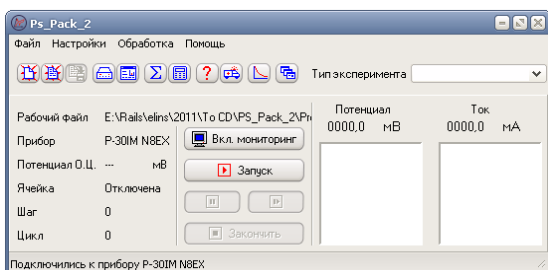 Ps_Pack_2
Файл Настройки Обработка Помощь
Тип эксперимента
Рабочий файл E:\Rails\elins\2011\To CD\PS_Pack_2\Pri
Прибор P-30IM N8EX
Потенциал О.Ц. --- мВ
Ячейка Отключена
Шаг 0
Цикл 0
Вкл. мониторинг
Запуск
Закончить
Потенциал Ток
0000,0 мВ 0000,0 мА
Подключились к прибору P-30IM N8EX